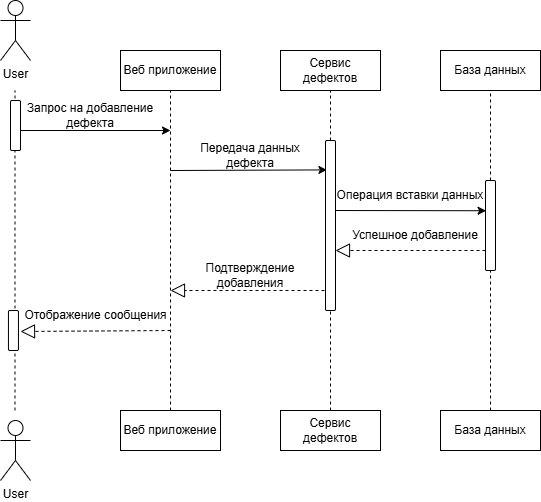 User
Веб приложение
Сервис
дефектов
База данных
Запрос на добавление
дефекта
Передача данных
дефекта
Операция вставки данных
Успешное добавление
Подтверждение
добавления
Отображение сообщения
User
Веб приложение
Сервис
дефектов
База данных